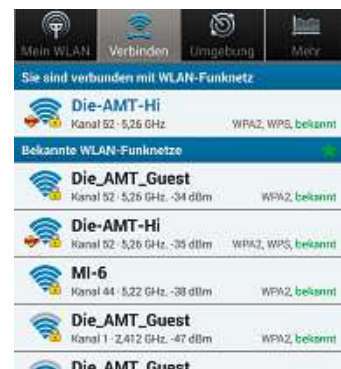 Mein WLAN Verbinden Umgebung Mehr
Sie sind verbunden mit WLAN-Funknetz
Die-AMT-Hi
Kanal 52 · 5,26 GHz WPA2, WPS, bekannt
Bekannte WLAN-Funknetze
Die_AMT_Guest
Kanal 52 · 5,26 GHz, -34 dBm WPA2, bekannt
Die-AMT-Hi
Kanal 52 · 5,26 GHz, -35 dBm WPA2, WPS, bekannt
MI-6
Kanal 44 · 5,22 GHz, -38 dBm WPA2, bekannt
Die_AMT_Guest
Kanal 1 · 2,412 GHz, -47 dBm WPA2, bekannt
Die_AMT_Guest